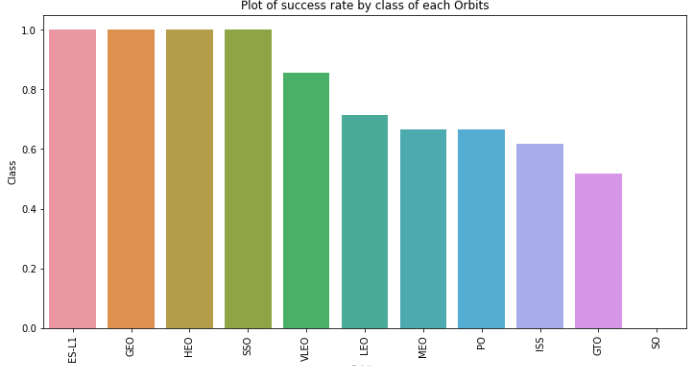 Plot of success rate by class of each Orbits
1.0
0.8
0.6
0.4
0.2
0.0
Class
ES-L1
GEO
HEO
SSO
VLEO
LEO
MEO
PO
ISS
GTO
SO